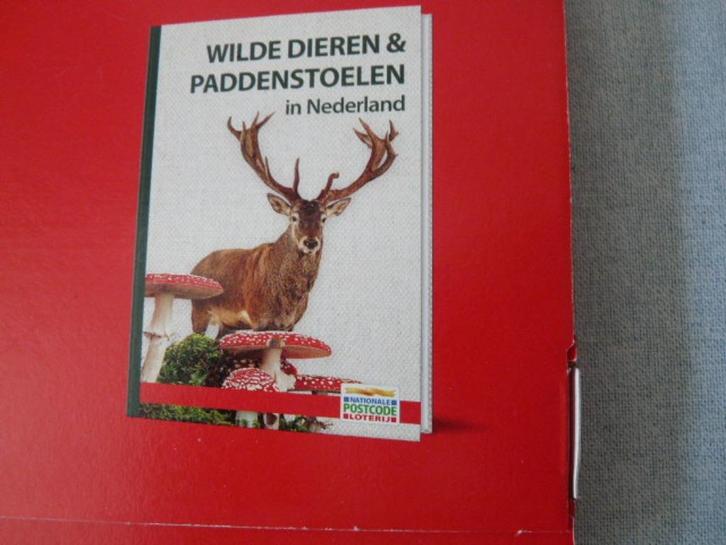 WILDE DIEREN &
PADDENSTOELEN
in Nederland
NATIONALE
POSTCODE
LOTERIJ